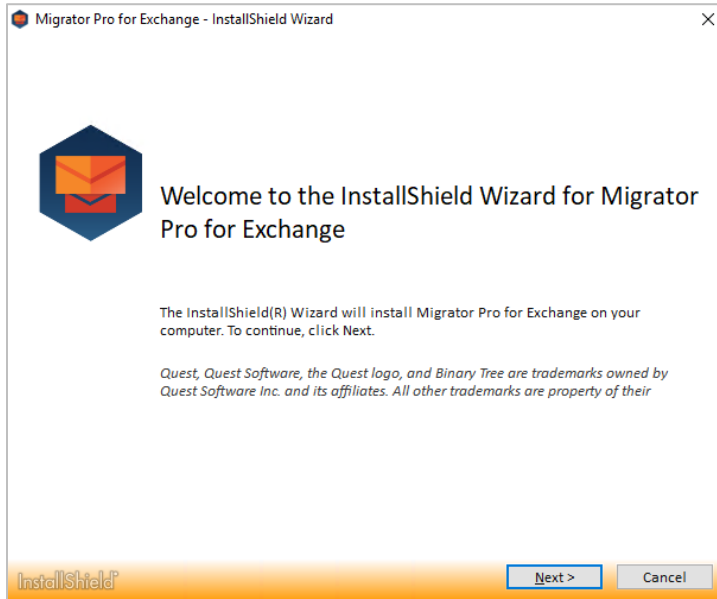 Migrator Pro for Exchange - InstallShield Wizard
Welcome to the InstallShield Wizard for Migrator
Pro for Exchange
The InstallShield(R) Wizard will install Migrator Pro for Exchange on your
computer. To continue, click Next.
Quest, Quest Software, the Quest logo, and Binary Tree are trademarks owned by
Quest Software Inc. and its affiliates. All other trademarks are property of their
InstallShield™
Next >
Cancel